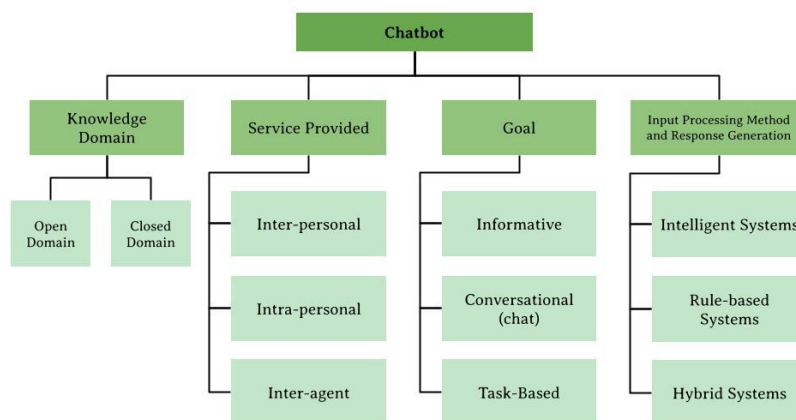 Chatbot
Knowledge
Domain
Service Provided
Goal
Input Processing Method
and Response Generation
Open
Domain
Closed
Domain
Inter-personal
Intra-personal
Inter-agent
Informative
Conversational
(chat)
Task-Based
Intelligent Systems
Rule-based
Systems
Hybrid Systems